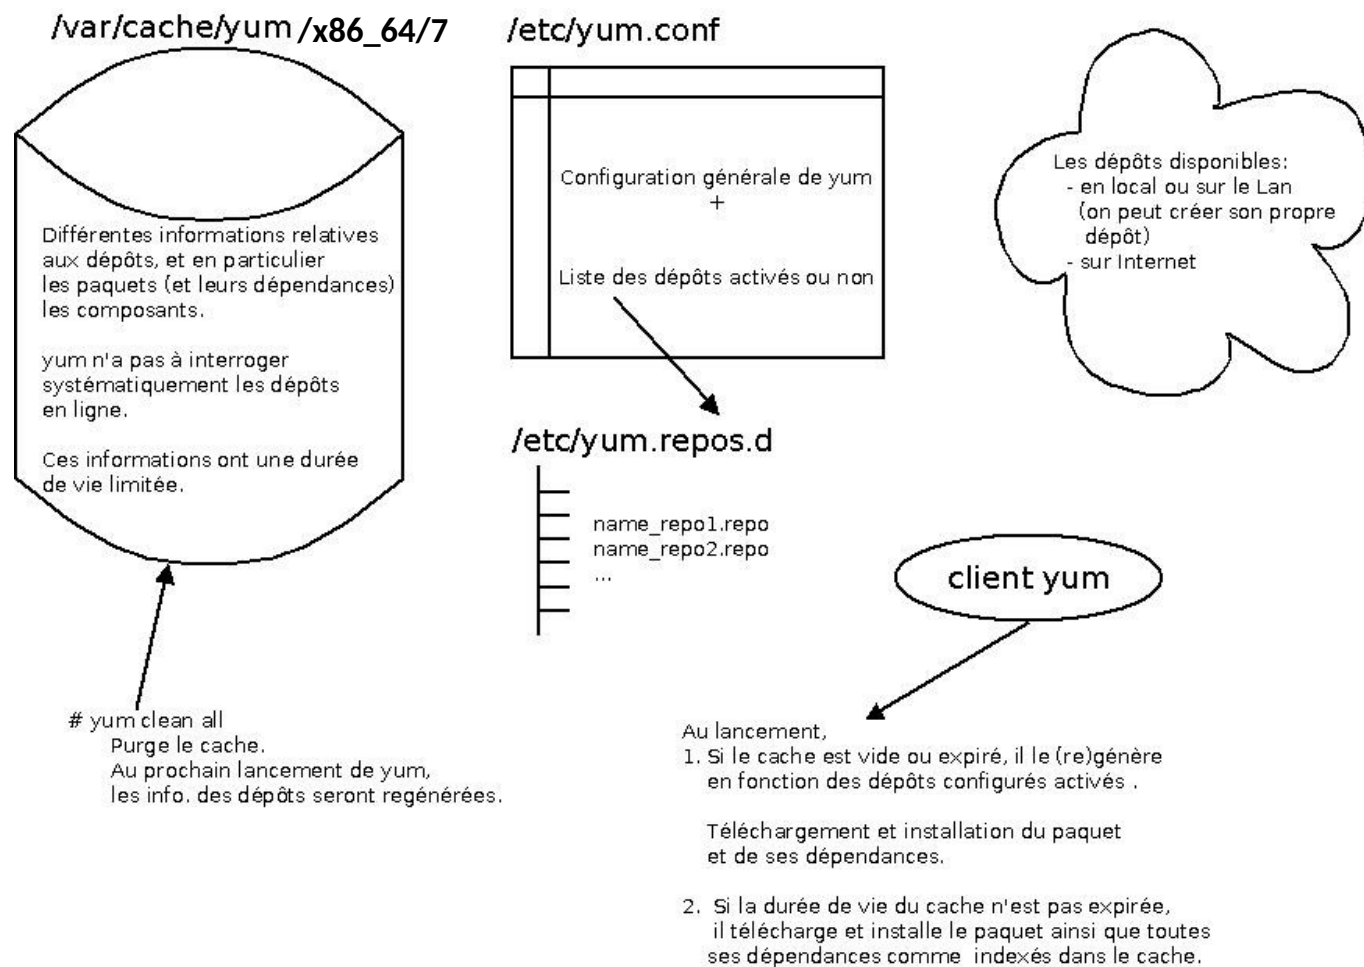 /var/cache/yum /x86_64/7
Différentes informations relatives
aux dépôts, et en particulier
les paquets (et leurs dépendances)
les composants.
yum n'a pas à interroger
systématiquement les dépôts
en ligne.
Ces informations ont une durée
de vie limitée.
# yum clean all
Purge le cache.
Au prochain lancement de yum,
les info. des dépôts seront regénérées.
/etc/yum.conf
Configuration générale de yum
+
Liste des dépôts activés ou non
/etc/yum.repos.d
name_repo1.repo
name_repo2.repo
...
Les dépôts disponibles:
- en local ou sur le Lan
(on peut créer son propre
dépôt)
- sur Internet
client yum
Au lancement,
1. Si le cache est vide ou expiré, il le (re)génère
en fonction des dépôts configurés activés .
Téléchargement et installation du paquet
et de ses dépendances.
2. Si la durée de vie du cache n'est pas expirée,
il télécharge et installe le paquet ainsi que toutes
ses dépendances comme indexés dans le cache.